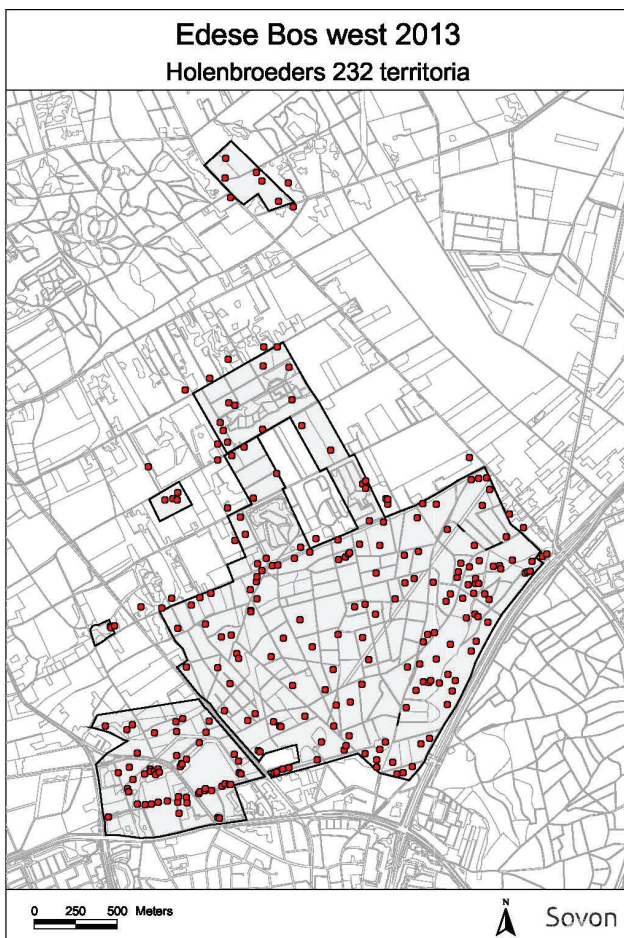 Edese Bos west 2013
Holenbroeders 232 territoria
0 250 500 Meters
N
Sovon